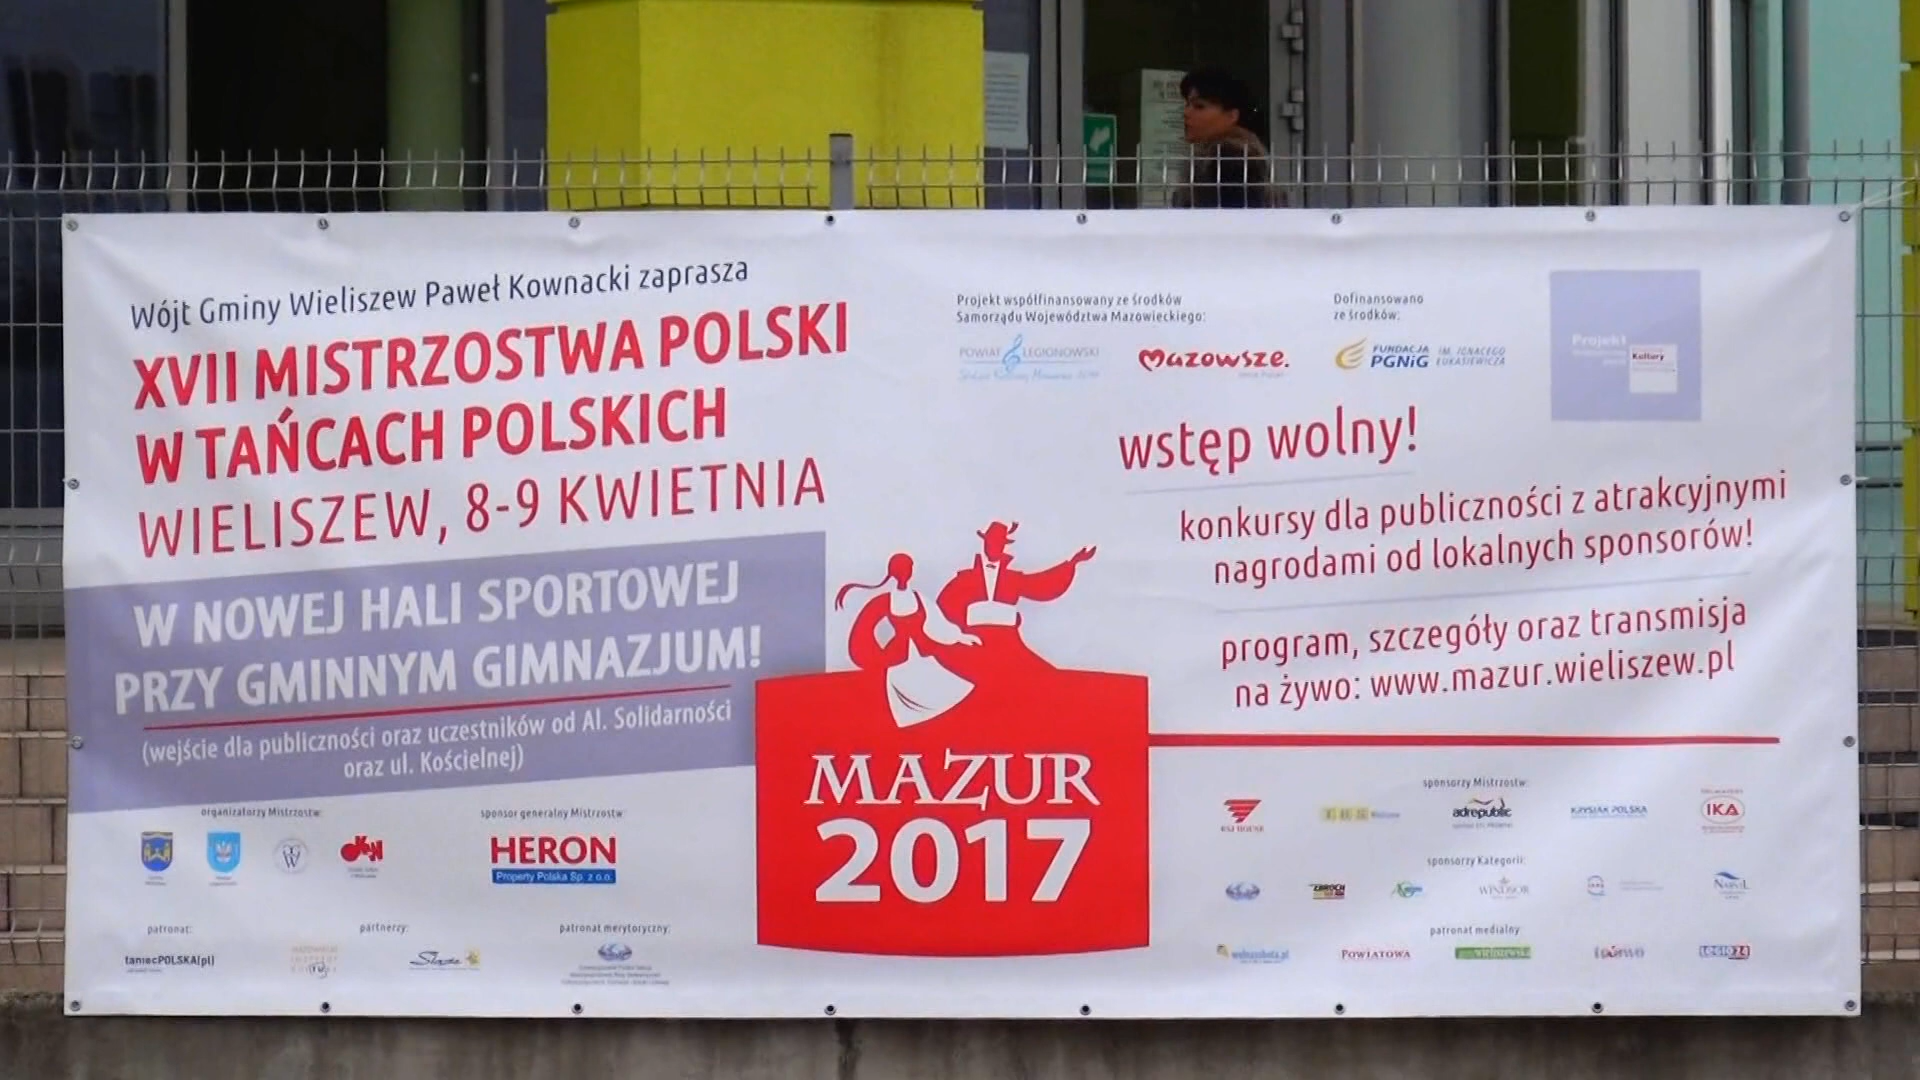 Wójt Gminy Wieliszew Paweł Kownacki zaprasza
XVII MISTRZOSTWA POLSKI
W TAŃCACH POLSKICH
WIELISZEW, 8-9 KWIETNIA
W NOWEJ HALI SPORTOWEJ
PRZY GMINNYM GIMNAZJUM!
(wejście dla publiczności oraz uczestników od Al. Solidarności
oraz ul. Kościelnej)
organizatorzy Mistrzostw:
sponsor generalny Mistrzostw:
HERON
Property Polska Sp. z o.o.
patronat:
partnerzy:
patronat merytoryczny:
taniecPOLSKA[pl]
MAZUR
2017
Projekt współfinansowany ze środków
Samorządu Województwa Mazowieckiego:
Dofinansowano
ze środków:
POWIAT LEGIONOWSKI
Mazowsze.
FUNDACJA
PGNiG
IM. IGNACEGO
ŁUKASIEWICZA
Projekt
Kultury
wstęp wolny!
konkursy dla publiczności z atrakcyjnymi
nagrodami od lokalnych sponsorów!
program, szczegóły oraz transmisja
na żywo: www.mazur.wieliszew.pl
sponsorzy Mistrzostw:
adrepublic
KRYSIAK POLSKA
IKA
sponsorzy Kategorii:
WINDSOR
patronat medialny:
POWIATOWA